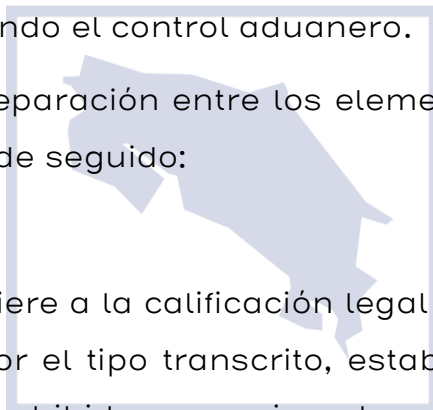 ndo el control aduanero.
eparación entre los eleme
de seguido:
iere a la calificación legal
or el tipo transcrito, estab